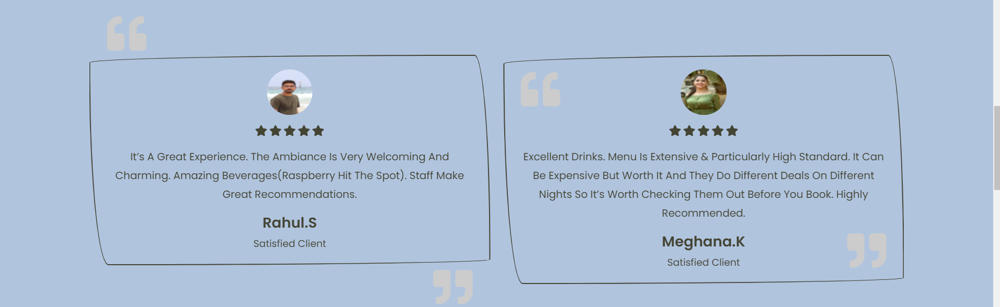 It’s A Great Experience. The Ambiance Is Very Welcoming And
Charming. Amazing Beverages(Raspberry Hit The Spot). Staff Make
Great Recommendations.
Rahul.S
Satisfied Client
Excellent Drinks. Menu Is Extensive & Particularly High Standard. It Can
Be Expensive But Worth It And They Do Different Deals On Different
Nights So It’s Worth Checking Them Out Before You Book. Highly
Recommended.
Meghana.K
Satisfied Client